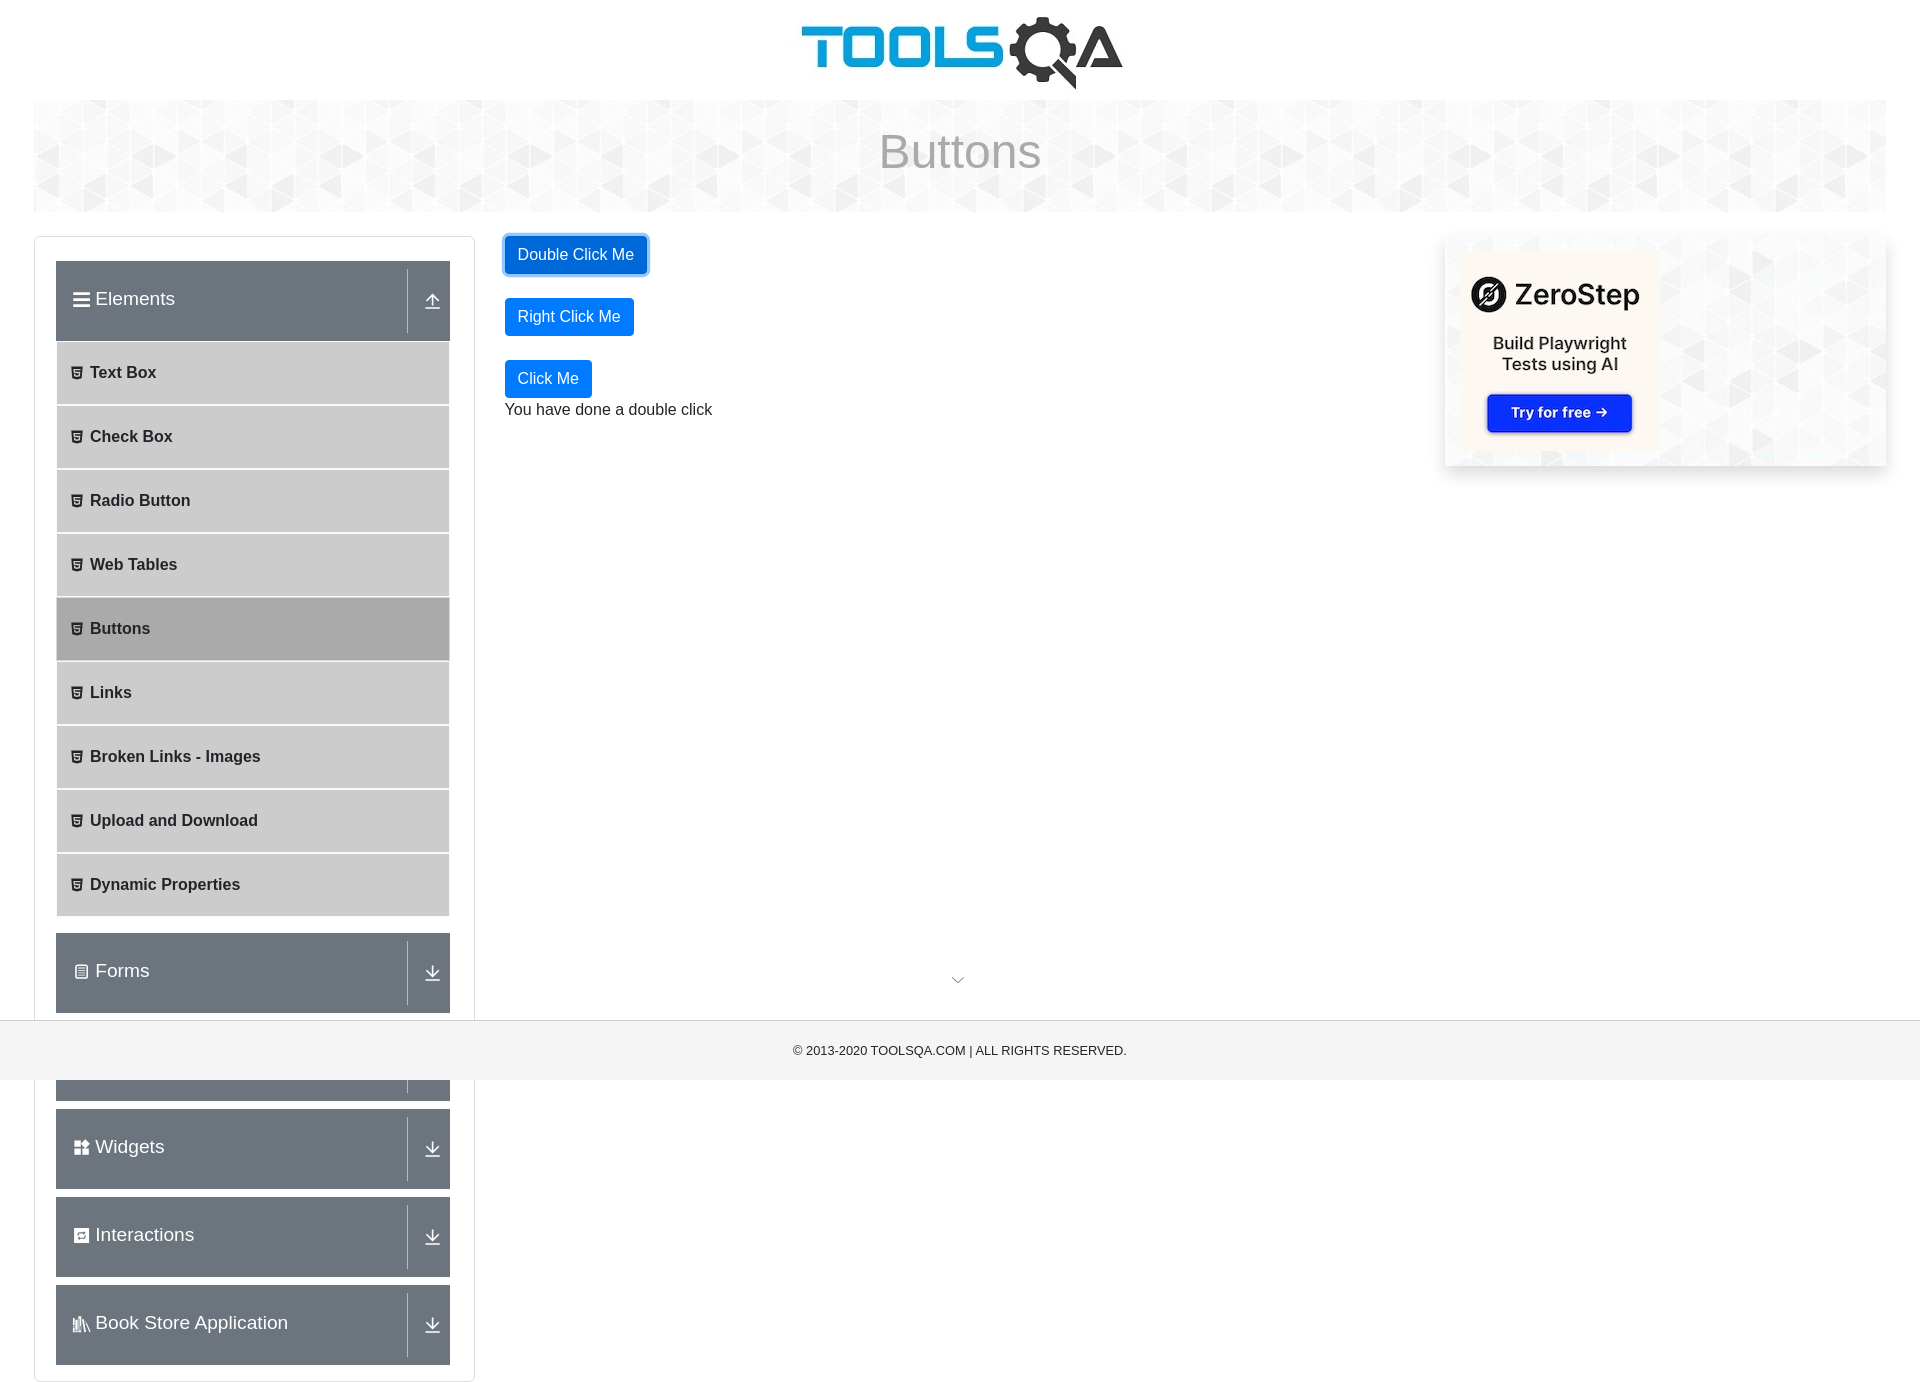 TOOLSQA
Buttons
Elements
Text Box
Check Box
Radio Button
Web Tables
Buttons
Links
Broken Links - Images
Upload and Download
Dynamic Properties
Forms
Widgets
Interactions
Book Store Application
Double Click Me
Right Click Me
Click Me
You have done a double click
ZeroStep
Build Playwright
Tests using AI
Try for free →
© 2013-2020 TOOLSQA.COM | ALL RIGHTS RESERVED.